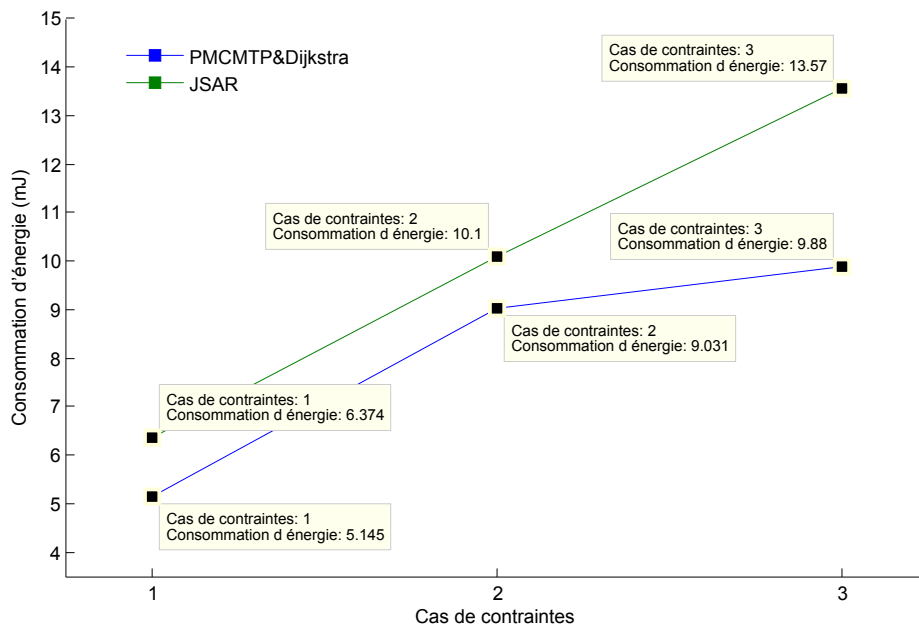 15
14
13
12
11
10
9
8
7
6
5
4
Consommation d'énergie (mJ)
PMCMTP&Dijkstra
JSAR
Cas de contraintes: 3
Consommation d énergie: 13.57
Cas de contraintes: 2
Consommation d énergie: 10.1
Cas de contraintes: 3
Consommation d énergie: 9.88
Cas de contraintes: 2
Consommation d énergie: 9.031
Cas de contraintes: 1
Consommation d énergie: 6.374
Cas de contraintes: 1
Consommation d énergie: 5.145
1
2
3
Cas de contraintes